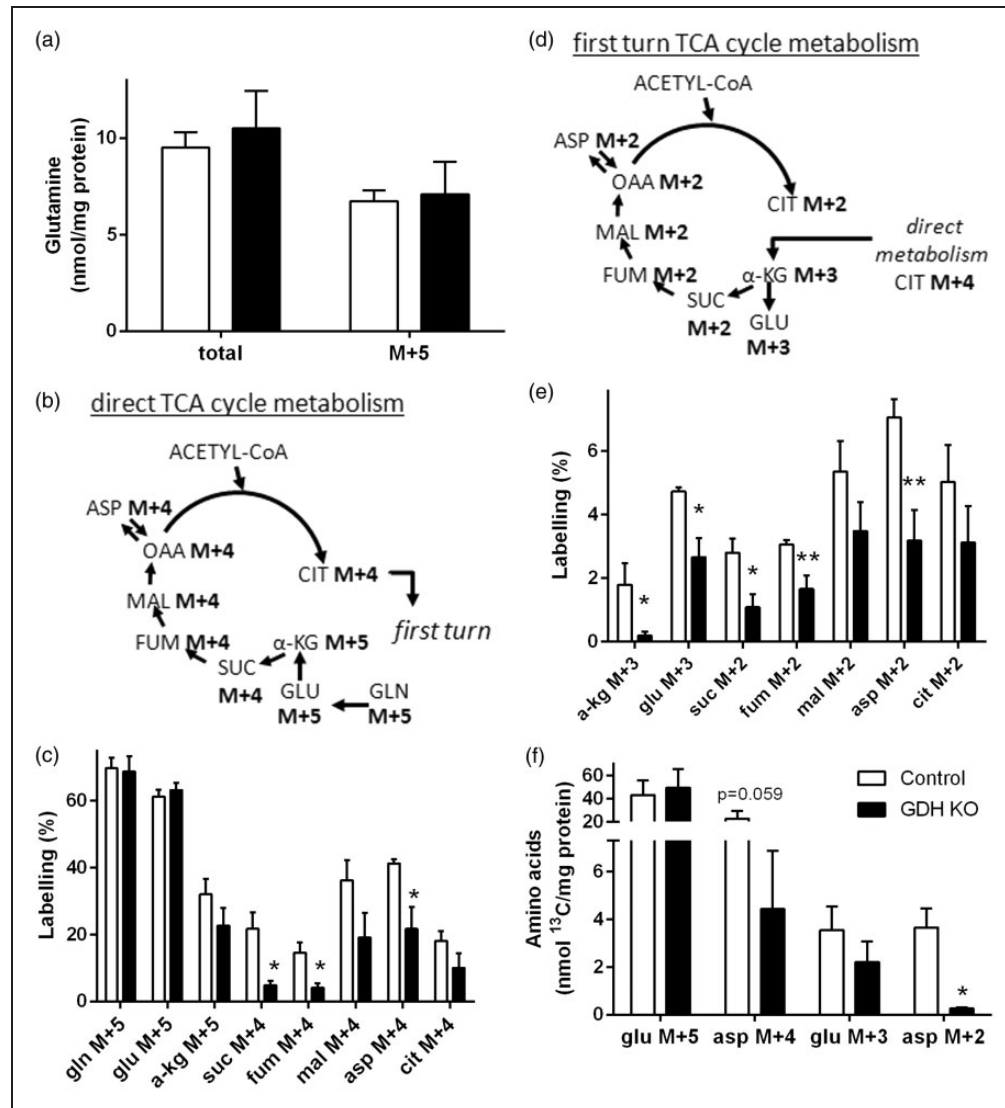 (a)
Glutamine
(nmol/mg protein)
10
5
0
total
M+5
(b)
direct TCA cycle metabolism
ACETYL-CoA
ASP M+4
OAA M+4
CIT M+4
MAL M+4
first turn
FUM M+4
α-KG M+5
SUC
M+4
GLU
M+5
GLN
M+5
(c)
Labelling (%)
60
40
20
0
*
*
*
gln M+5
glu M+5
a-kg M+5
suc M+4
fum M+4
mal M+4
asp M+4
cit M+4
(d)
first turn TCA cycle metabolism
ACETYL-CoA
ASP M+2
OAA M+2
CIT M+2
MAL M+2
direct
metabolism
CIT M+4
FUM M+2
α-KG M+3
SUC
M+2
GLU
M+3
(e)
Labelling (%)
6
4
2
0
*
*
*
**
**
a-kg M+3
glu M+3
suc M+2
fum M+2
mal M+2
asp M+2
cit M+2
(f)
Amino acids
(nmol ¹³C/mg protein)
60
40
20
6
4
2
0
p=0.059
*
Control
GDH KO
glu M+5
asp M+4
glu M+3
asp M+2